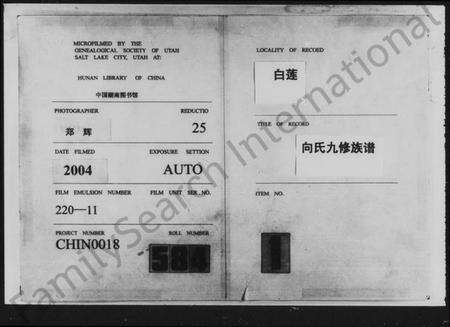 MICROFILMED BY THE
GENEALOGICAL SOCIETY OF UTAH
SALT LAKE CITY, UTAH AT:
HUNAN LIBRARY OF CHINA
中国湖南图书馆
PHOTOGRAPHER
REDUCTIO
郑 辉
25
DATE FILMED
EXPOSURE SETTION
2004
AUTO
FILM EMULSION NUMBER
FILM UNIT SER. NO.
220—11
PROJECT NUMBER
ROLL NUMBER
CHIN0018
584
LOCALITY OF RECORD
白莲
TITLE OF RECORD
向氏九修族谱
ITEM NO.
1
FamilySearch International